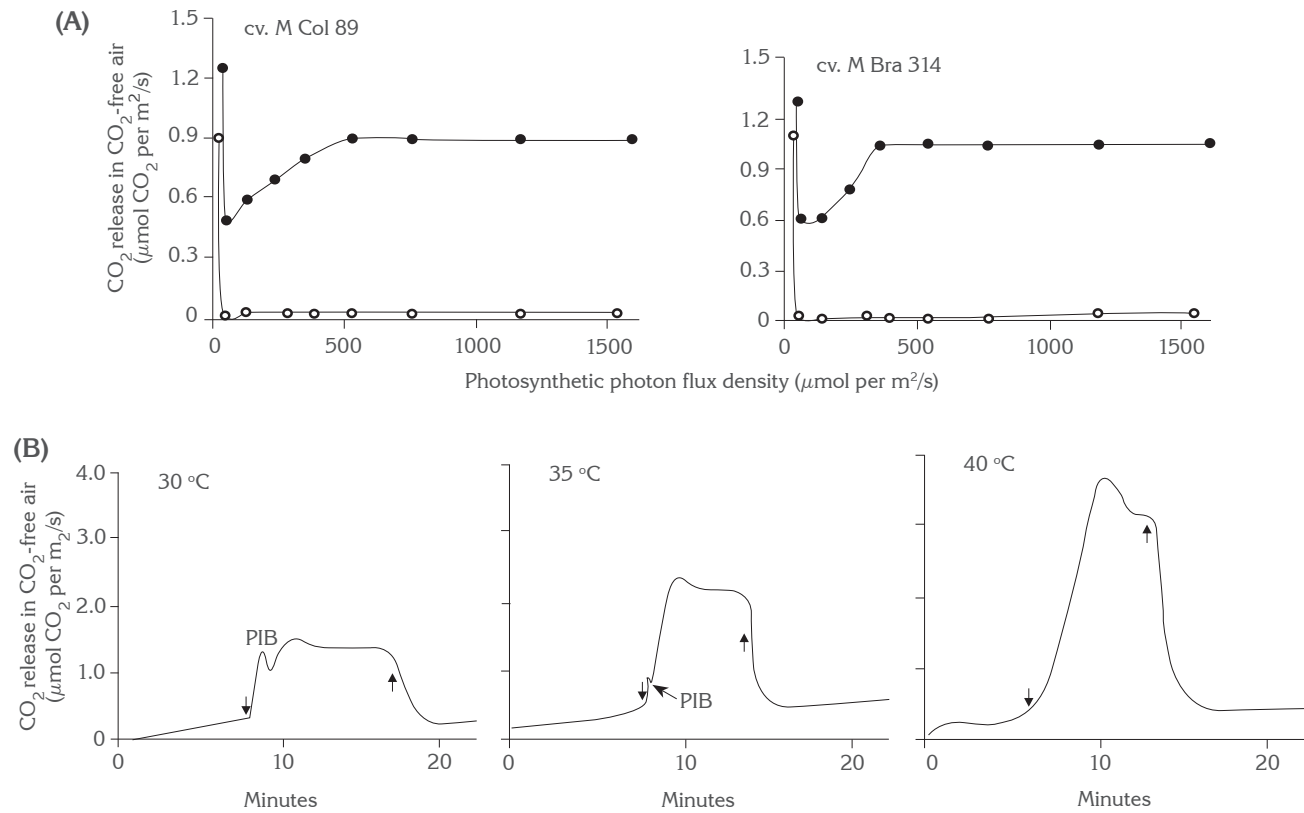 (A)
cv. M Col 89
CO2 release in CO2-free air
(μmol CO2 per m²/s)
1.5
1.2
0.9
0.6
0.3
0
0 500 1000 1500
cv. M Bra 314
1.5
1.2
0.9
0.6
0.3
0
0 500 1000 1500
Photosynthetic photon flux density (μmol per m²/s)
(B)
CO2 release in CO2-free air
(μmol CO2 per m2/s)
4.0
3.0
2.0
1.0
0
30 °C
PIB
0 10 20
Minutes
35 °C
PIB
0 10 20
Minutes
40 °C
0 10 20
Minutes